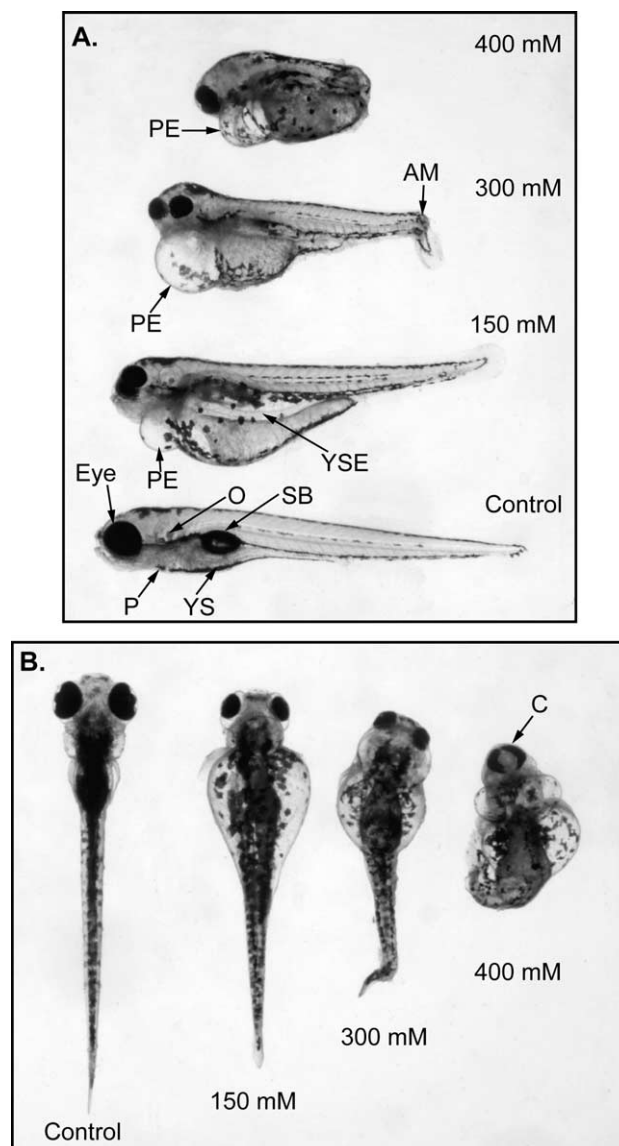 A.
400 mM
PE
AM
300 mM
PE
150 mM
YSE
PE
Eye
O
SB
Control
P
YS
B.
C
400 mM
300 mM
150 mM
Control